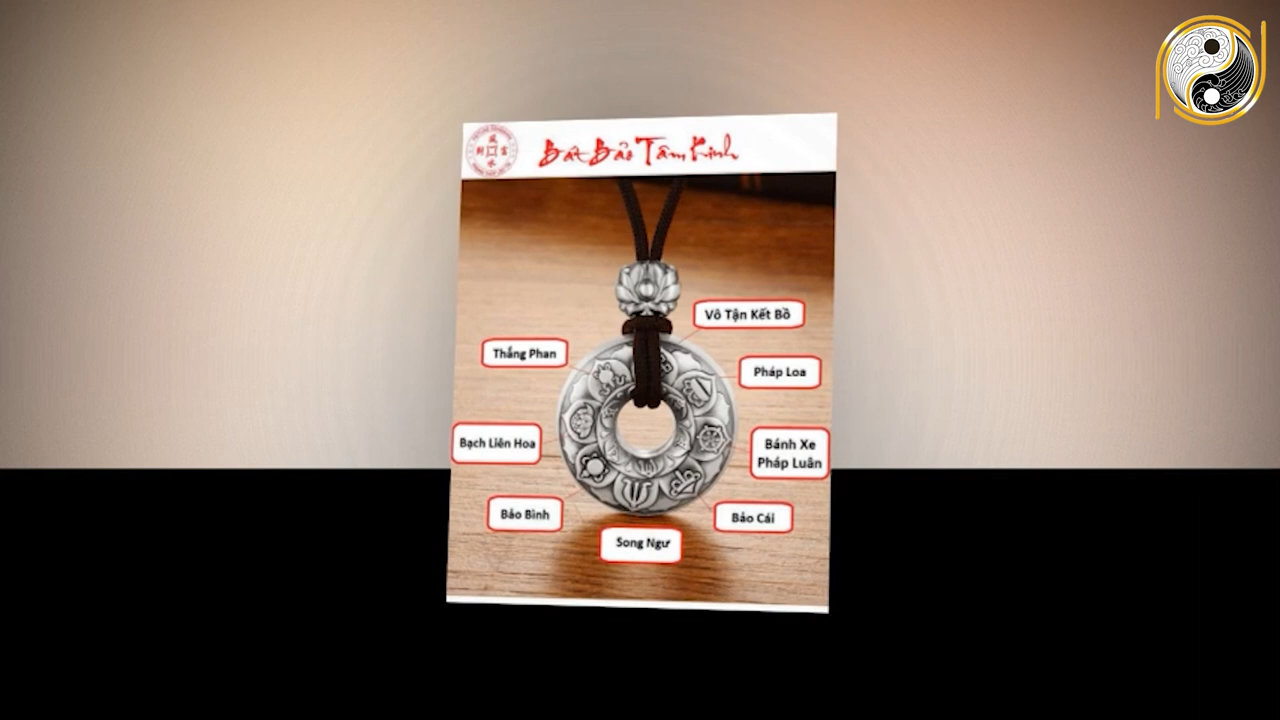 Bát Bảo Tâm Kinh
Vô Tận Kết Bồ
Thắng Phan
Pháp Loa
Bạch Liên Hoa
Bánh Xe
Pháp Luân
Bảo Bình
Bảo Cái
Song Ngư